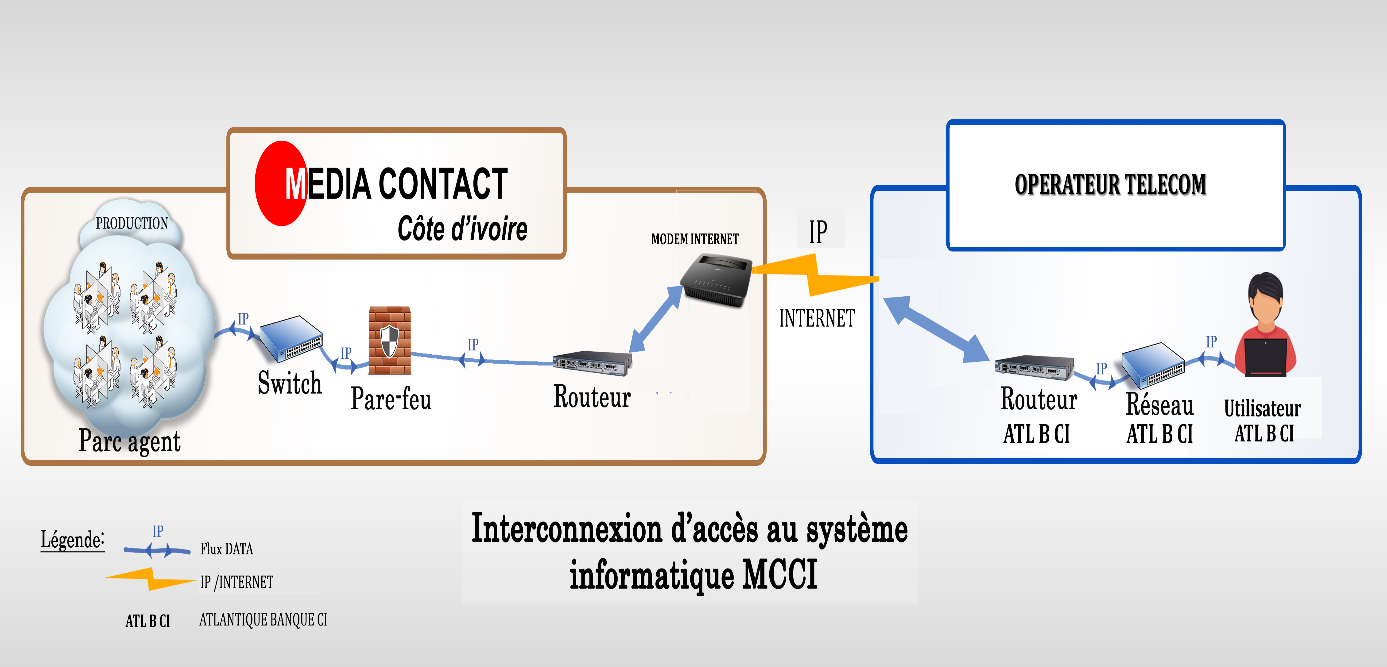 MEDIA CONTACT
Côte d'ivoire
PRODUCTION
IP
Switch
IP
Pare-feu
IP
Routeur
MODEM INTERNET
Parc agent
IP
INTERNET
OPERATEUR TELECOM
Routeur
ATL B CI
IP
Réseau
ATL B CI
IP
Utilisateur
ATL B CI
Interconnexion d'accès au système
informatique MCCI
Légende:
IP
Flux DATA
IP /INTERNET
ATL B CI ATLANTIQUE BANQUE CI